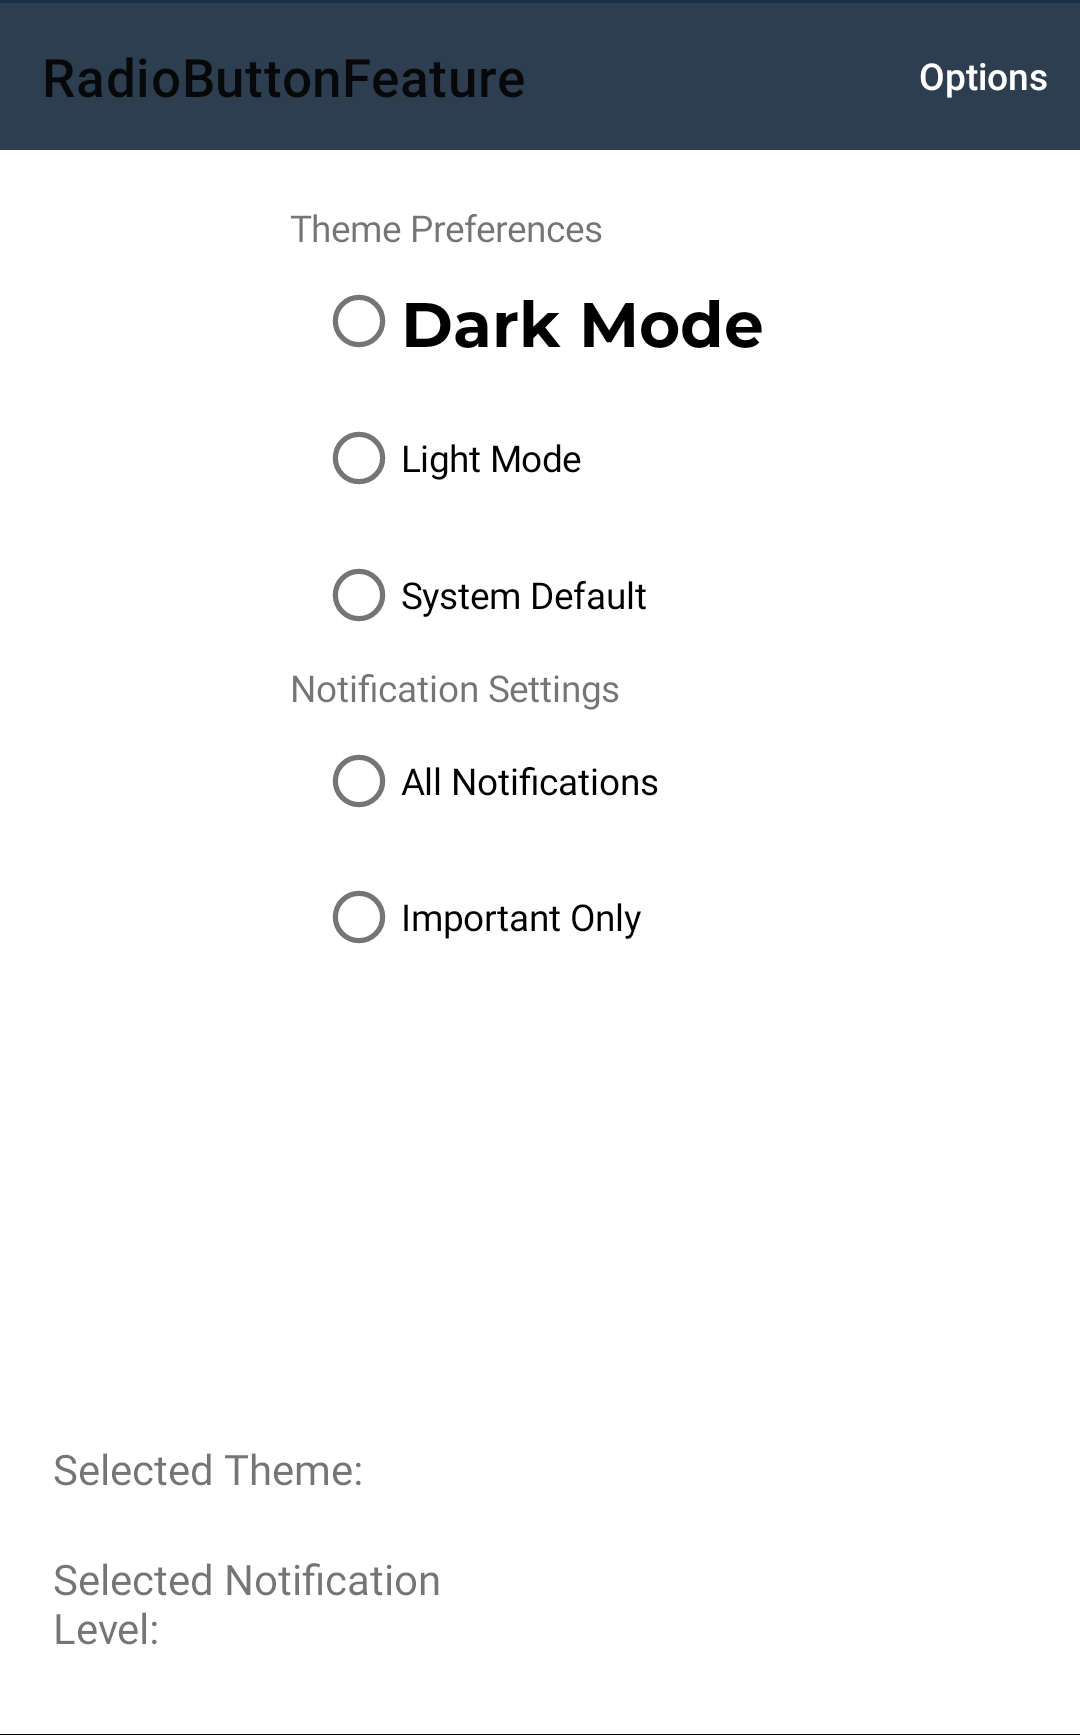 RadioButtonFeature
Options
Theme Preferences
Dark Mode
Light Mode
System Default
Notification Settings
All Notifications
Important Only
Selected Theme:
Selected Notification
Level: